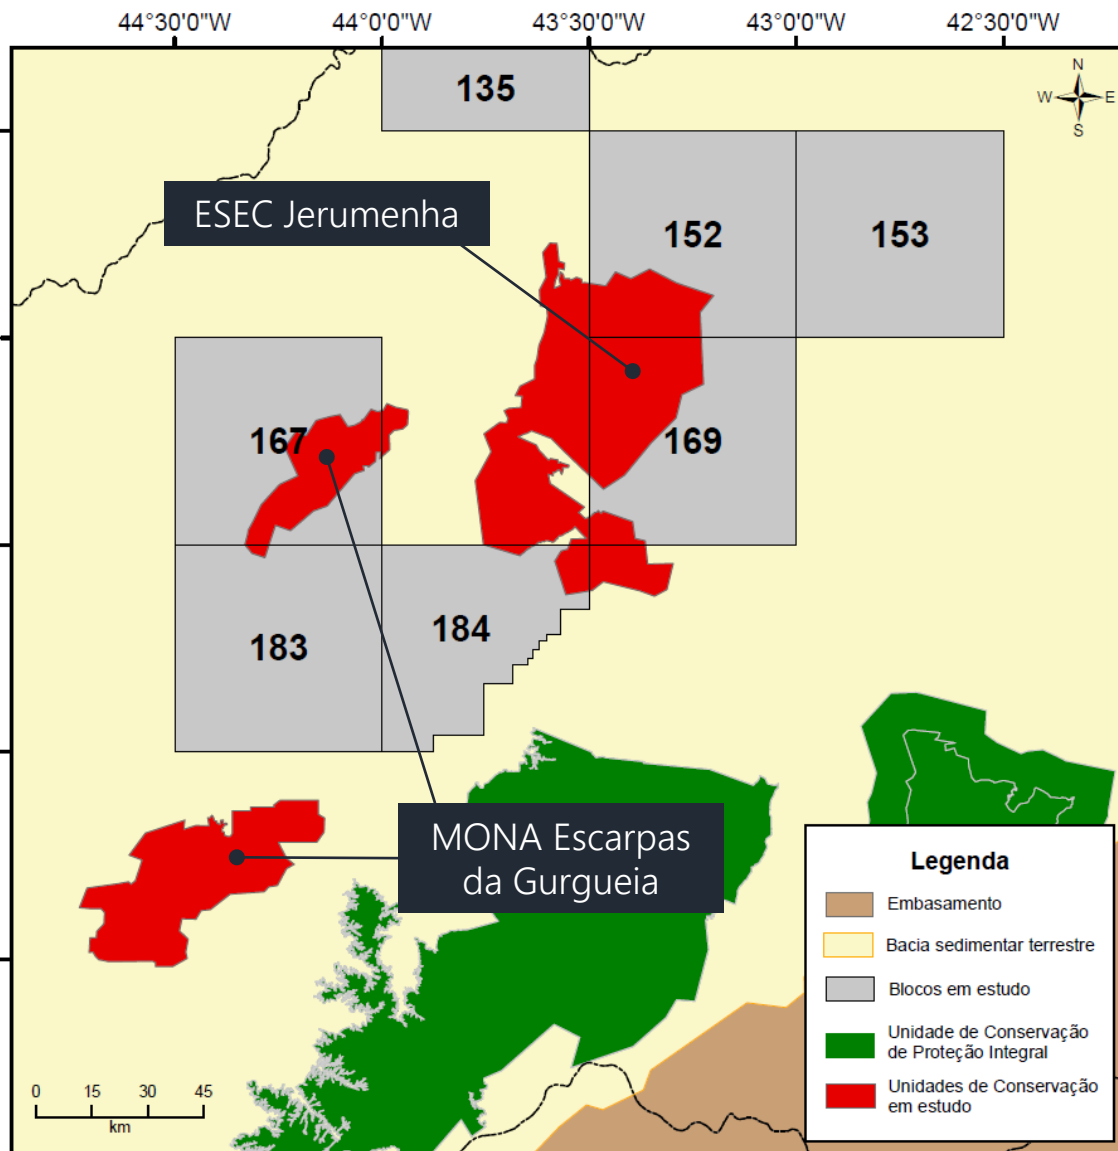 44°30'0"W
44°0'0"W
43°30'0"W
43°0'0"W
42°30'0"W
N
W
E
S
135
ESEC Jerumenha
152
153
167
169
183
184
MONA Escarpas
da Gurgueia
Legenda
Embasamento
Bacia sedimentar terrestre
Blocos em estudo
Unidade de Conservação
de Proteção Integral
Unidades de Conservação
em estudo
0 15 30 45
km